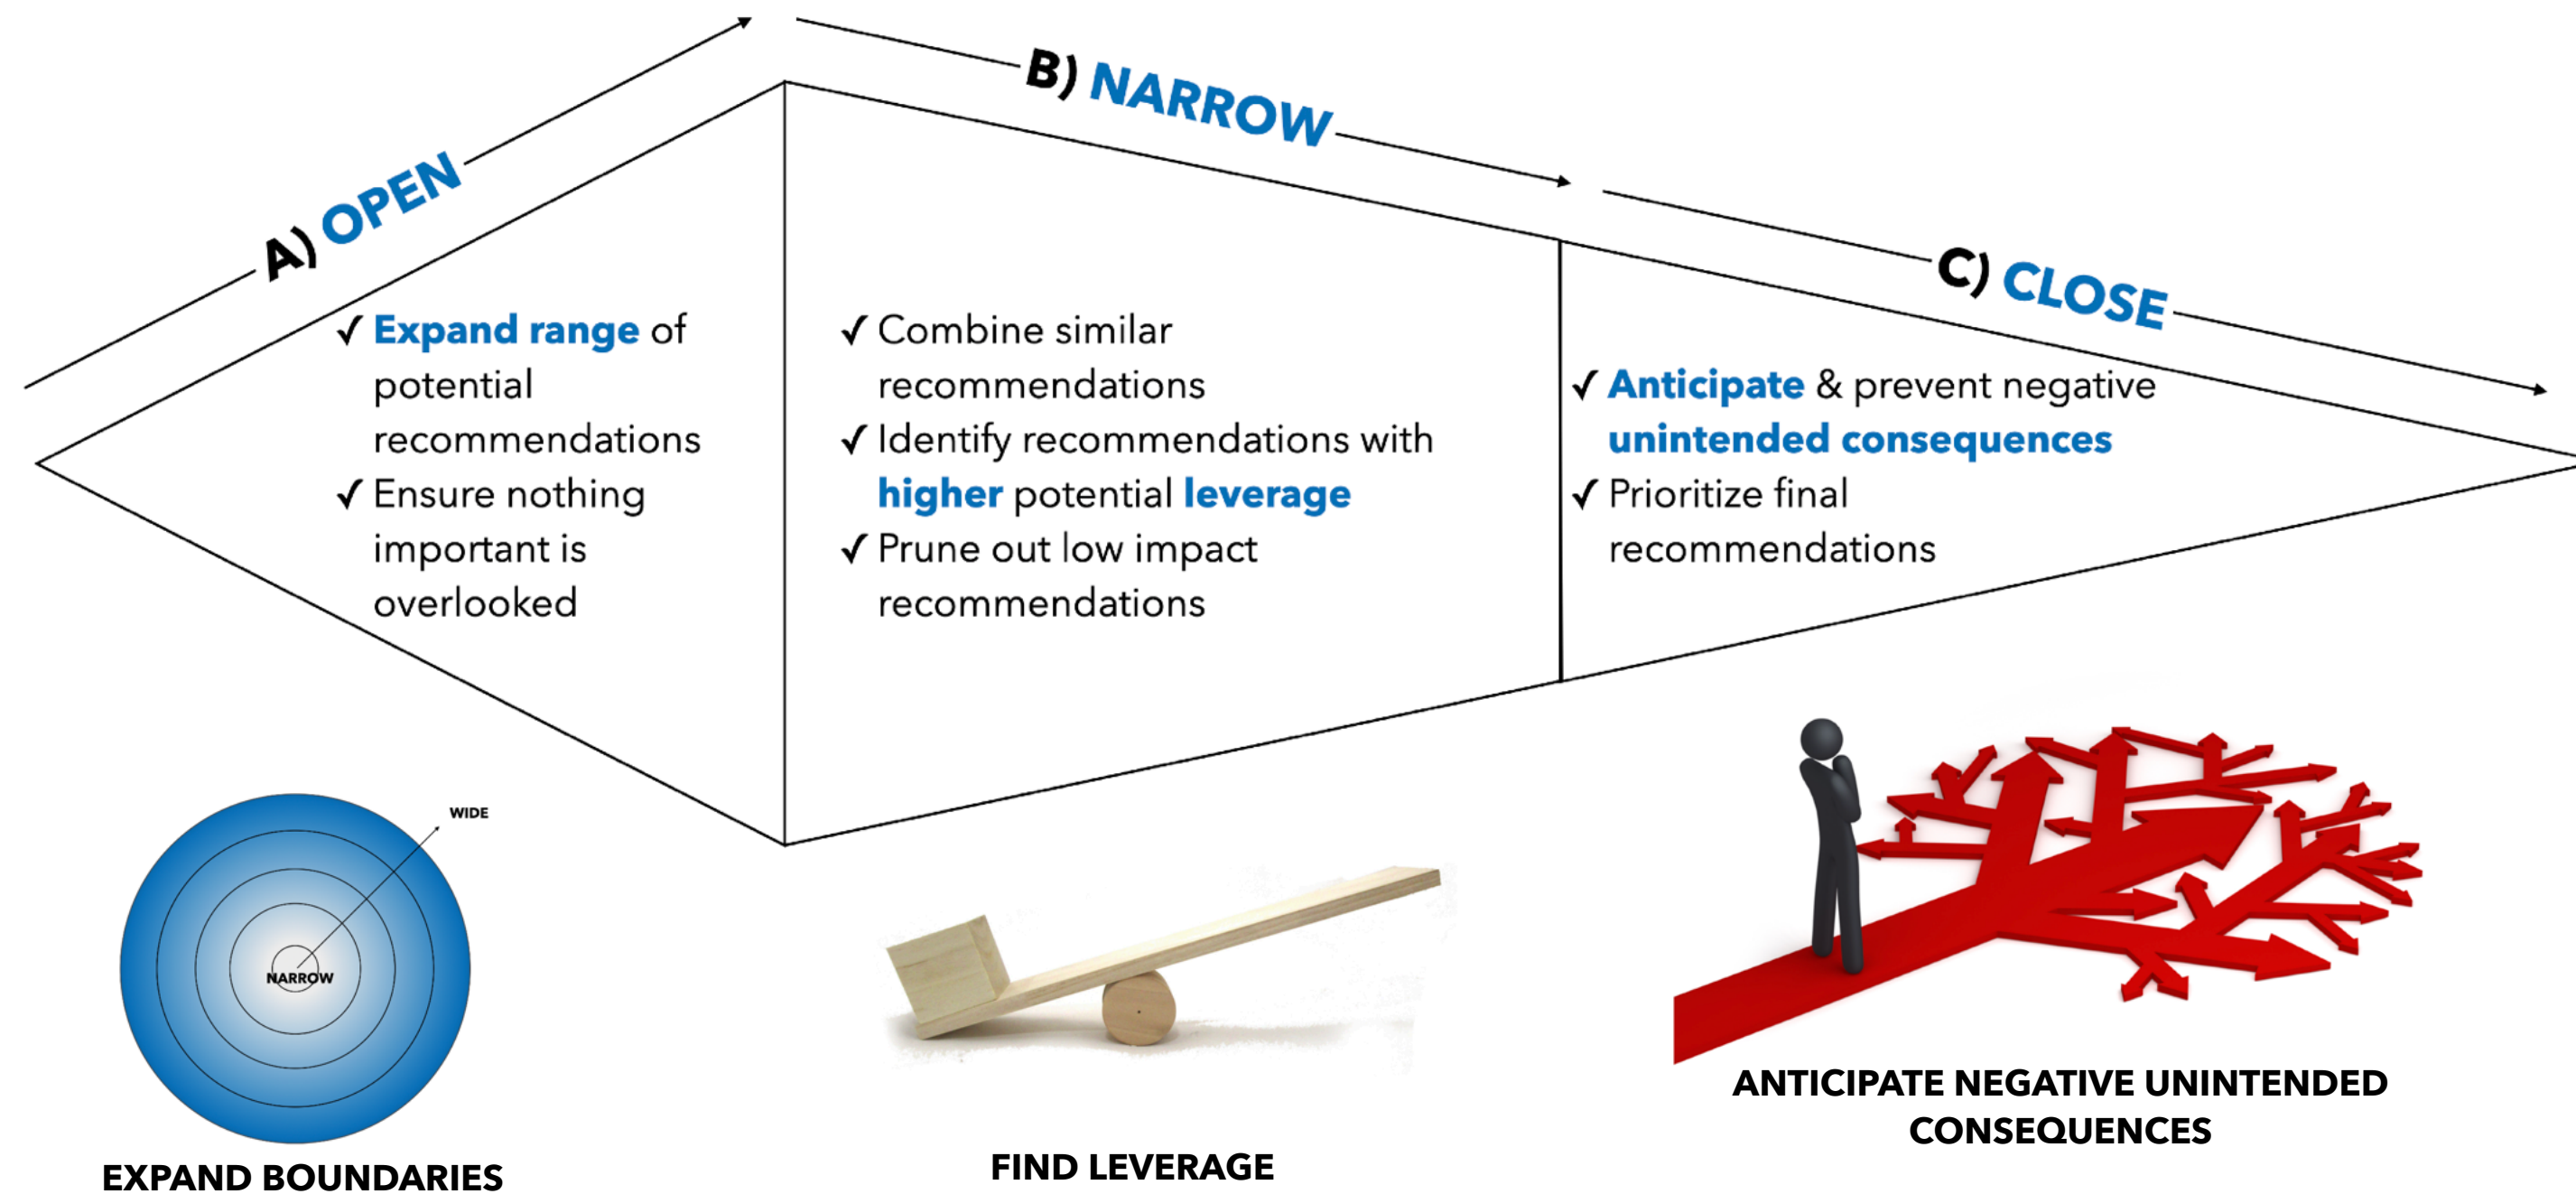 A) OPEN
B) NARROW
C) CLOSE
✓ Expand range of
potential
recommendations
✓ Ensure nothing
important is
overlooked
✓ Combine similar
recommendations
✓ Identify recommendations with
higher potential leverage
✓ Prune out low impact
recommendations
✓ Anticipate & prevent negative
unintended consequences
✓ Prioritize final
recommendations
WIDE
NARROW
EXPAND BOUNDARIES
FIND LEVERAGE
ANTICIPATE NEGATIVE UNINTENDED
CONSEQUENCES